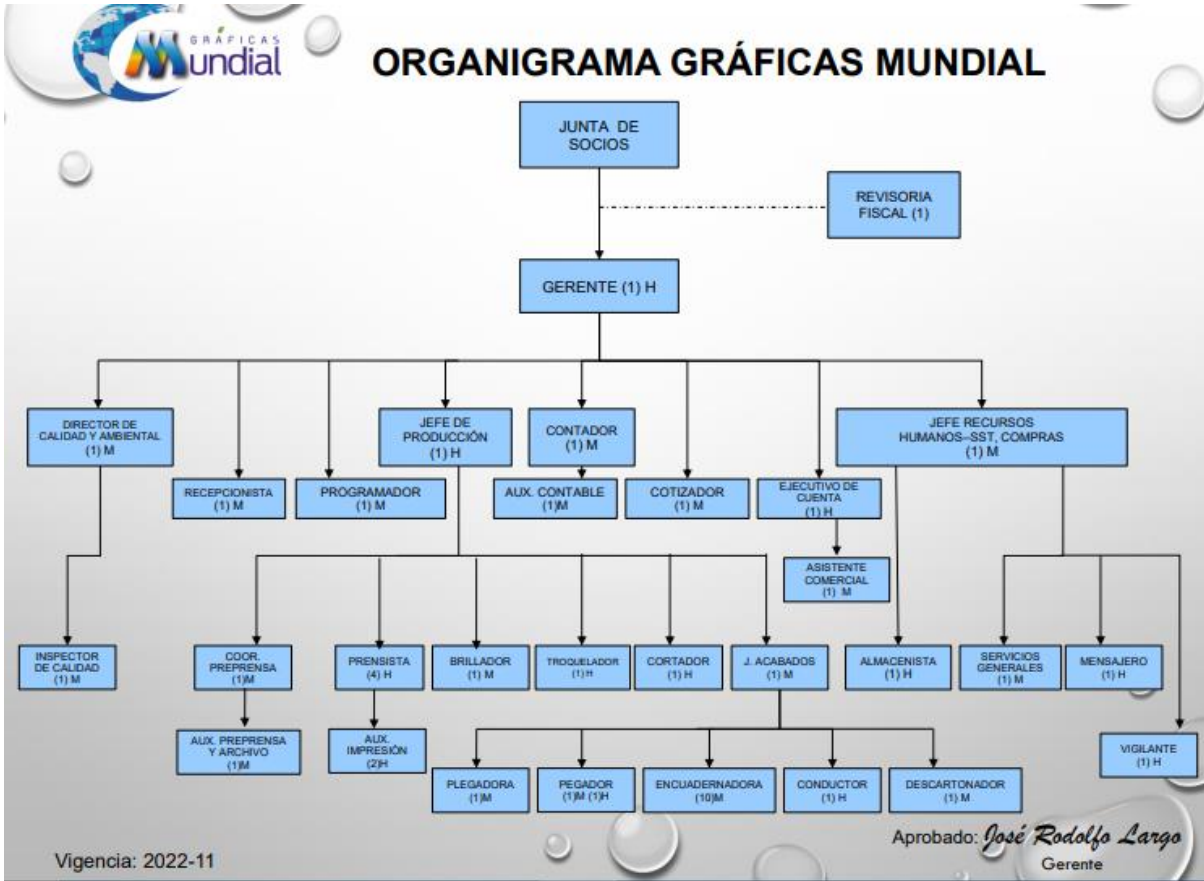 GRÁFICAS
Mundial
ORGANIGRAMA GRÁFICAS MUNDIAL
JUNTA DE
SOCIOS
REVISORIA
FISCAL (1)
GERENTE (1) H
DIRECTOR DE
CALIDAD Y AMBIENTAL
(1) M
JEFE DE
PRODUCCIÓN
(1) H
CONTADOR
(1) M
JEFE RECURSOS
HUMANOS–SST, COMPRAS
(1) M
RECEPCIONISTA
(1) M
PROGRAMADOR
(1) M
AUX. CONTABLE
(1)M
COTIZADOR
(1) M
EJECUTIVO DE
CUENTA
(1) H
ASISTENTE
COMERCIAL
(1) M
INSPECTOR
DE CALIDAD
(1) M
COOR.
PREPRENSA
(1)M
PRENSISTA
(4) H
BRILLADOR
(1) M
TROQUELADOR
(1) H
CORTADOR
(1) H
J. ACABADOS
(1) M
ALMACENISTA
(1) H
SERVICIOS
GENERALES
(1) M
MENSAJERO
(1) H
AUX. PREPRENSA
Y ARCHIVO
(1)M
AUX.
IMPRESIÓN
(2)H
VIGILANTE
(1) H
PLEGADORA
(1)M
PEGADOR
(1)M (1)H
ENCUADERNADORA
(10)M
CONDUCTOR
(1) H
DESCARTONADOR
(1) M
Aprobado: José Rodolfo Largo
Gerente
Vigencia: 2022-11